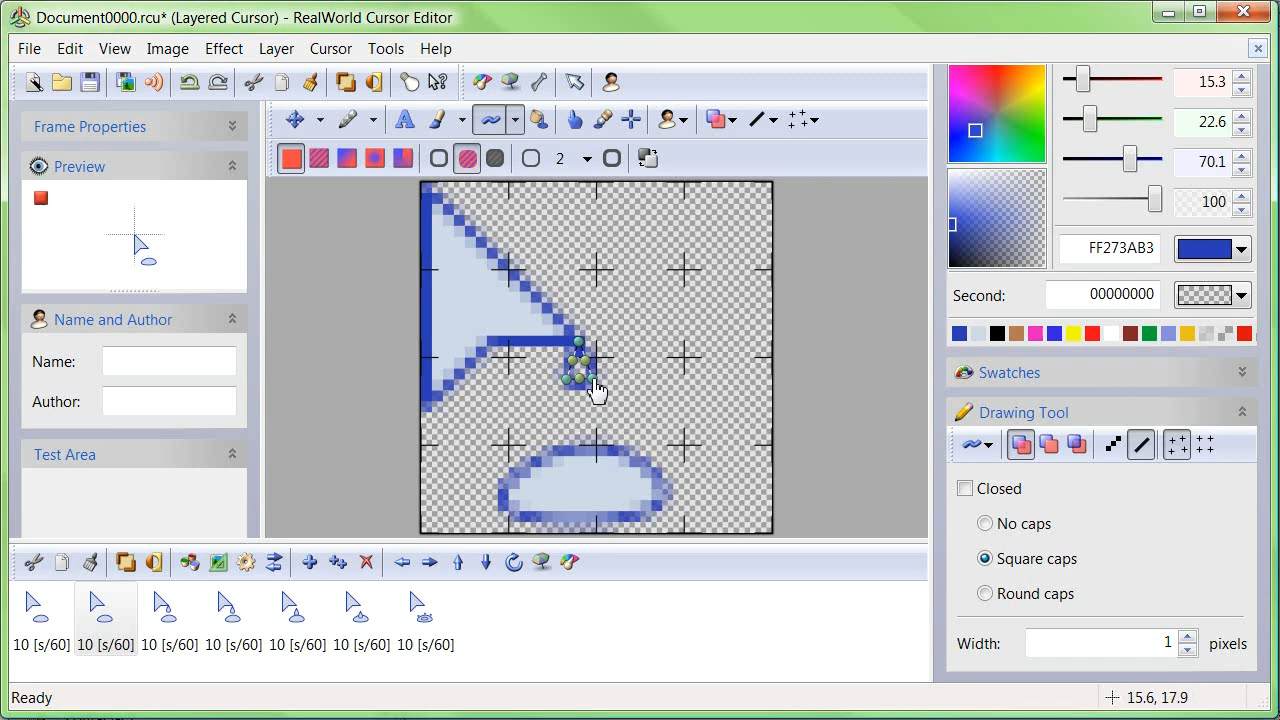 Document0000.rcu* (Layered Cursor) - RealWorld Cursor Editor
File Edit View Image Effect Layer Cursor Tools Help
15.3
22.6
70.1
100
FF273AB3
Second: 00000000
Frame Properties
Preview
Name and Author
Name:
Author:
Test Area
2
Swatches
Drawing Tool
Closed
No caps
Square caps
Round caps
Width: 1 pixels
10 [s/60] 10 [s/60] 10 [s/60] 10 [s/60] 10 [s/60] 10 [s/60] 10 [s/60]
Ready
15.6, 17.9